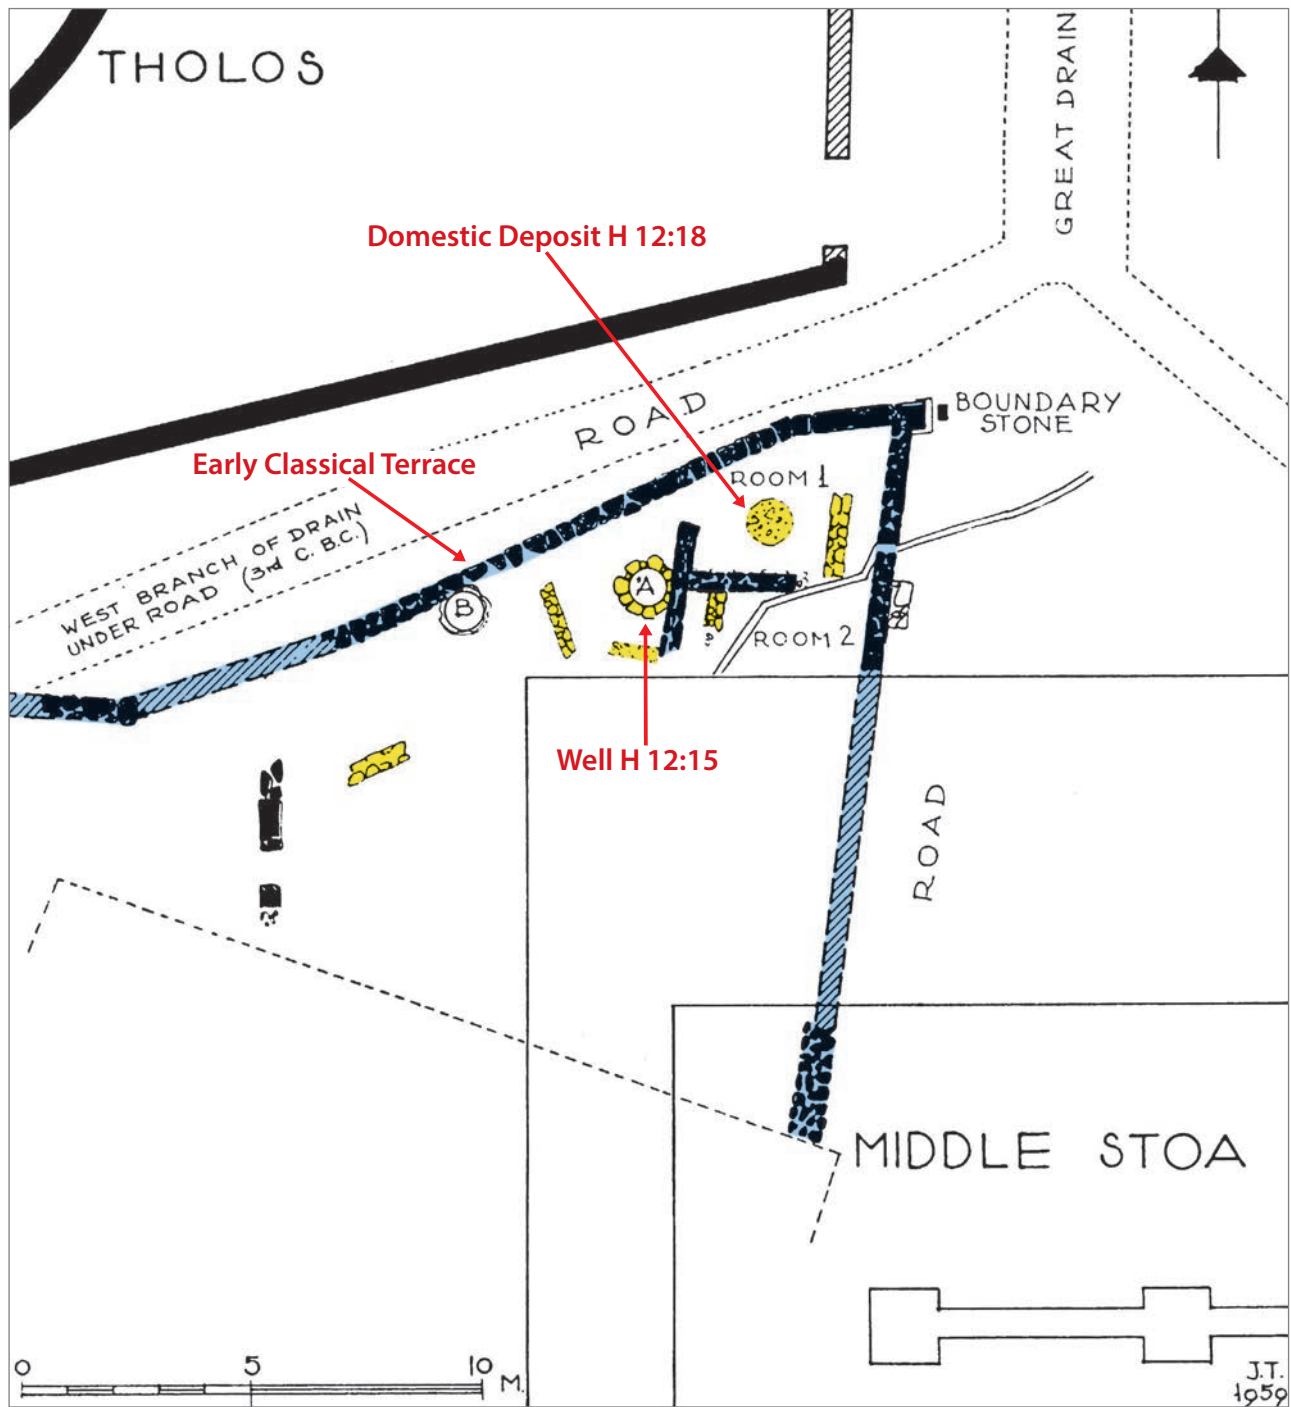 THOLOS
GREAT DRAIN
Domestic Deposit H 12:18
ROAD
BOUNDARY
STONE
Early Classical Terrace
ROOM 1
WEST BRANCH OF DRAIN
UNDER ROAD (3rd C. B.C.)
B
A
ROOM 2
Well H 12:15
ROAD
MIDDLE STOA
0 5 10 M.
J.T.
1959